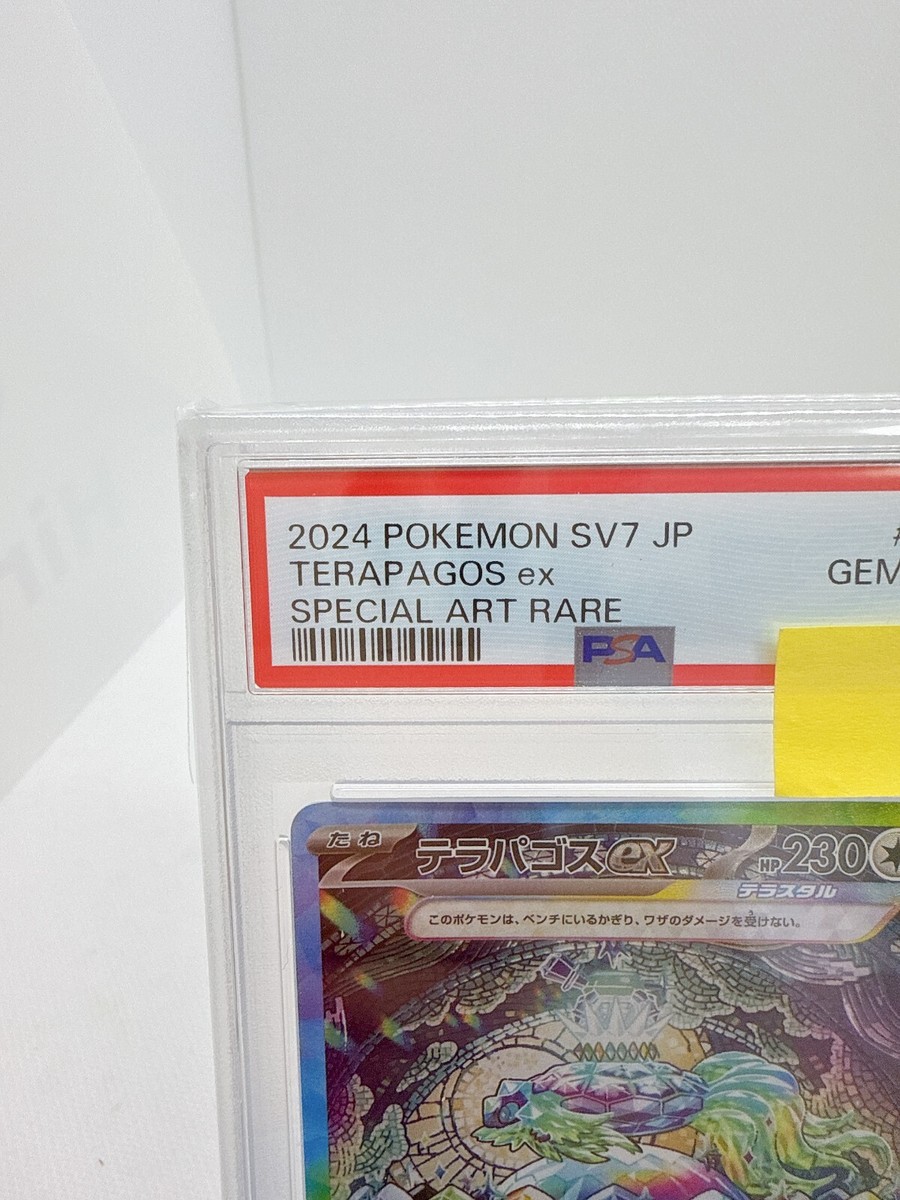 2024 POKEMON SV7 JP #
TERAPAGOS ex GEM
SPECIAL ART RARE
PSA
たね テラパゴスex HP230
テラスタル
このポケモンは、ベンチにいるかぎり、ワザのダメージを受けない。